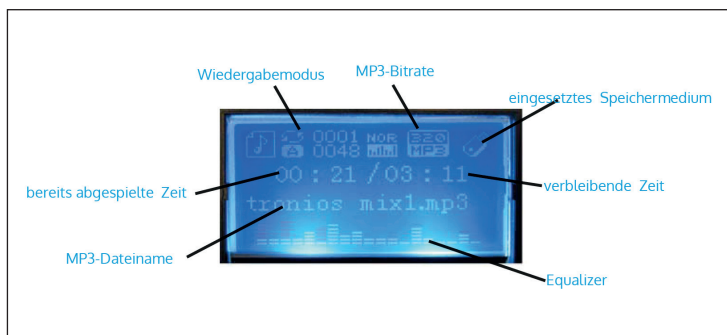 Wiedergabemodus
MP3-Bitrate
eingesetztes Speichermedium
0001 NOR 320
A 0048 MP3
00 : 21 / 03 : 11
bereits abgespielte Zeit
verbleibende Zeit
tronios mix1.mp3
MP3-Dateiname
Equalizer